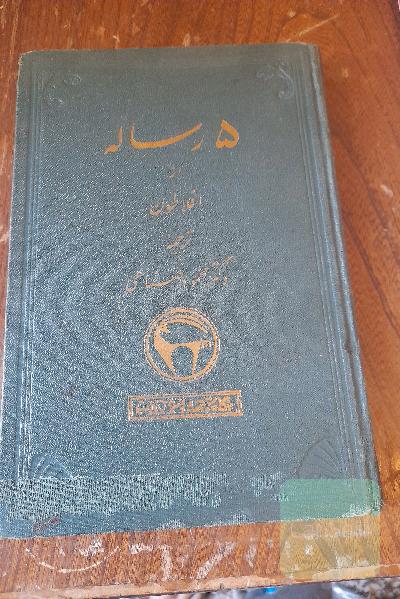 ۵ رساله
از
افلاطون
ترجمه
دکتر محمود صناعی